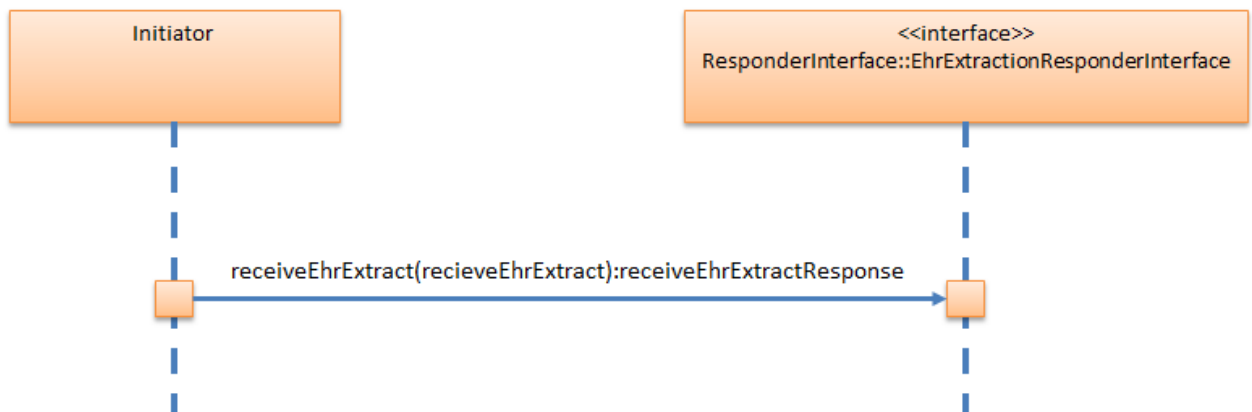 Initiator
<<interface>>
ResponderInterface::EhrExtractionResponderInterface
receiveEhrExtract(recieveEhrExtract):receiveEhrExtractResponse